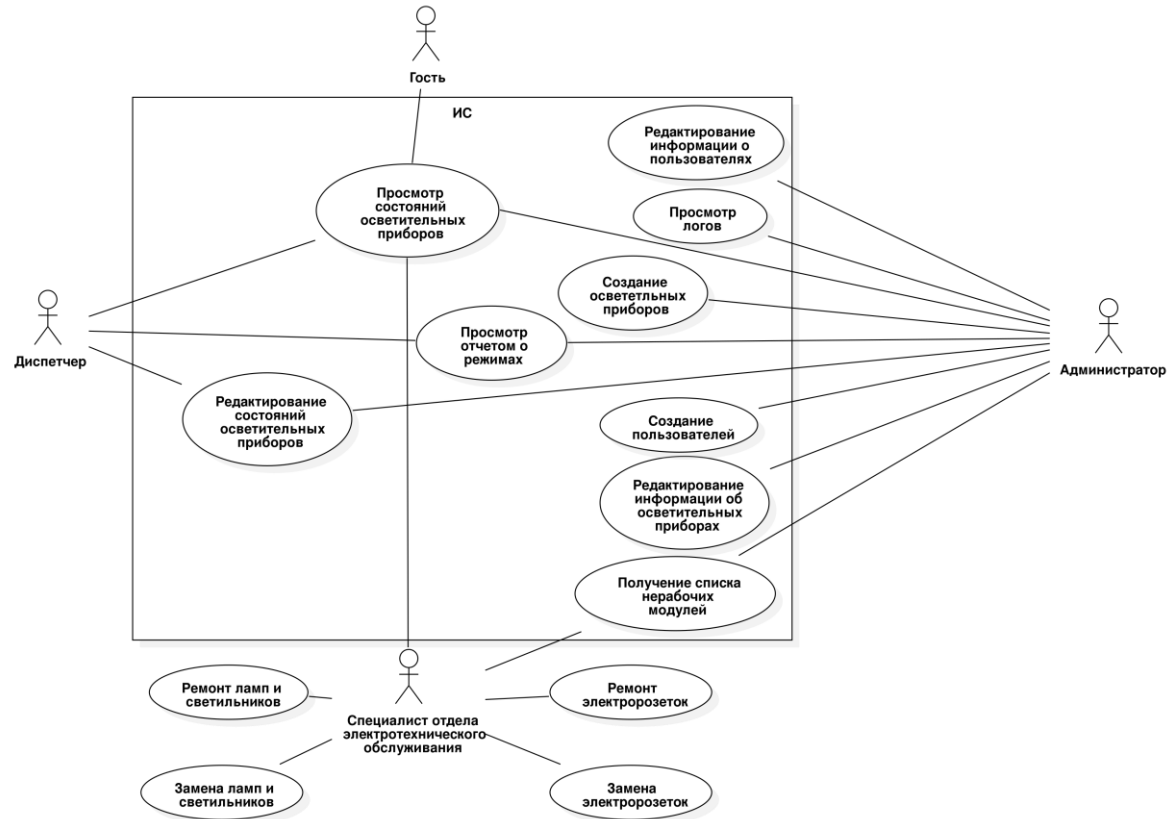 Гость
ИС
Редактирование
информации о
пользователях
Просмотр
состояний
осветительных
приборов
Просмотр
логов
Создание
освететльных
приборов
Диспетчер
Просмотр
отчетом о
режимах
Администратор
Редактирование
состояний
осветительных
приборов
Создание
пользователей
Редактирование
информации об
осветительных
приборах
Получение списка
нерабочих
модулей
Ремонт ламп и
светильников
Специалист отдела
электротехнического
обслуживания
Ремонт
электророзеток
Замена ламп и
светильников
Замена
электророзеток